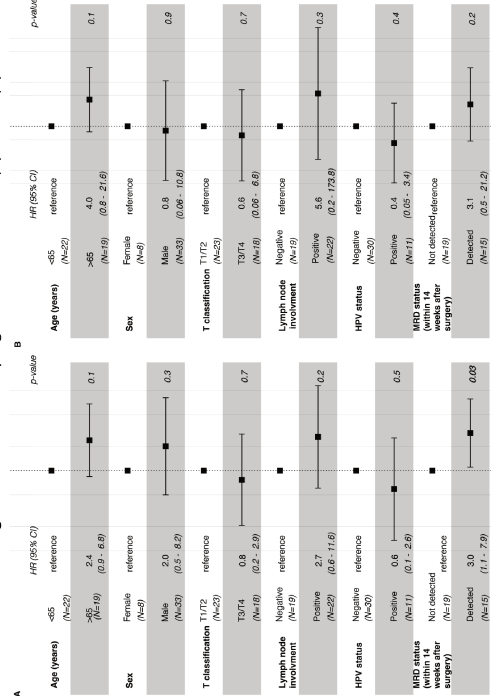 A
HR (95% CI)
p-value
Age (years)
<65
(N=22)
reference
>65
(N=19)
2.4
(0.9 - 6.8)
0.1
Sex
Female
(N=8)
reference
Male
(N=33)
2.0
(0.5 - 8.2)
0.3
T classification
T1/T2
(N=23)
reference
T3/T4
(N=18)
0.8
(0.2 - 2.9)
0.7
Lymph node
involvment
Negative
(N=19)
reference
Positive
(N=22)
2.7
(0.6 - 11.6)
0.2
HPV status
Negative
(N=30)
reference
Positive
(N=11)
0.6
(0.1 - 2.6)
0.5
MRD status
(within 14
weeks after
surgery)
Not detected
(N=19)
reference
Detected
(N=15)
3.0
(1.1 - 7.9)
0.03
B
HR (95% CI)
p-value
Age (years)
<65
(N=22)
reference
>65
(N=19)
4.0
(0.8 - 21.6)
0.1
Sex
Female
(N=8)
reference
Male
(N=33)
0.8
(0.06 - 10.8)
0.9
T classification
T1/T2
(N=23)
reference
T3/T4
(N=18)
0.6
(0.06 - 6.8)
0.7
Lymph node
involvment
Negative
(N=19)
reference
Positive
(N=22)
5.6
(0.2 - 173.8)
0.3
HPV status
Negative
(N=30)
reference
Positive
(N=11)
0.4
(0.05 - 3.4)
0.4
MRD status
(within 14
weeks after
surgery)
Not detected
(N=19)
reference
Detected
(N=15)
3.1
(0.5 - 21.2)
0.2